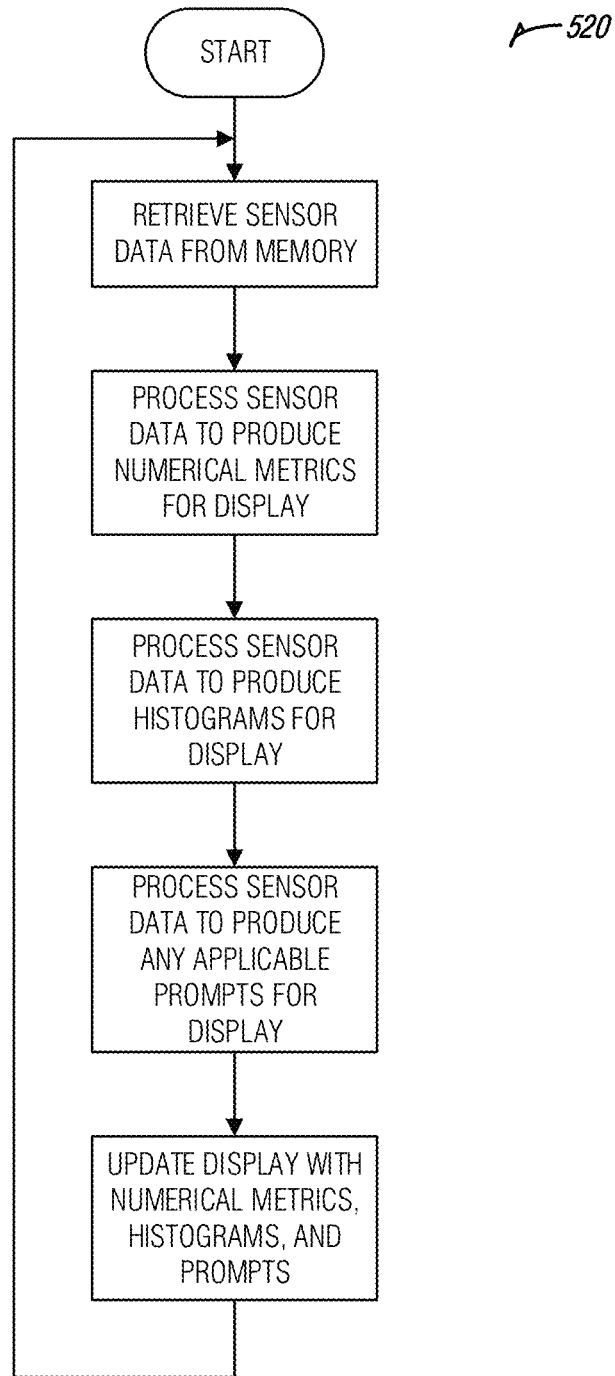 START
520
RETRIEVE SENSOR
DATA FROM MEMORY
PROCESS SENSOR
DATA TO PRODUCE
NUMERICAL METRICS
FOR DISPLAY
PROCESS SENSOR
DATA TO PRODUCE
HISTOGRAMS FOR
DISPLAY
PROCESS SENSOR
DATA TO PRODUCE
ANY APPLICABLE
PROMPTS FOR
DISPLAY
UPDATE DISPLAY WITH
NUMERICAL METRICS,
HISTOGRAMS, AND
PROMPTS